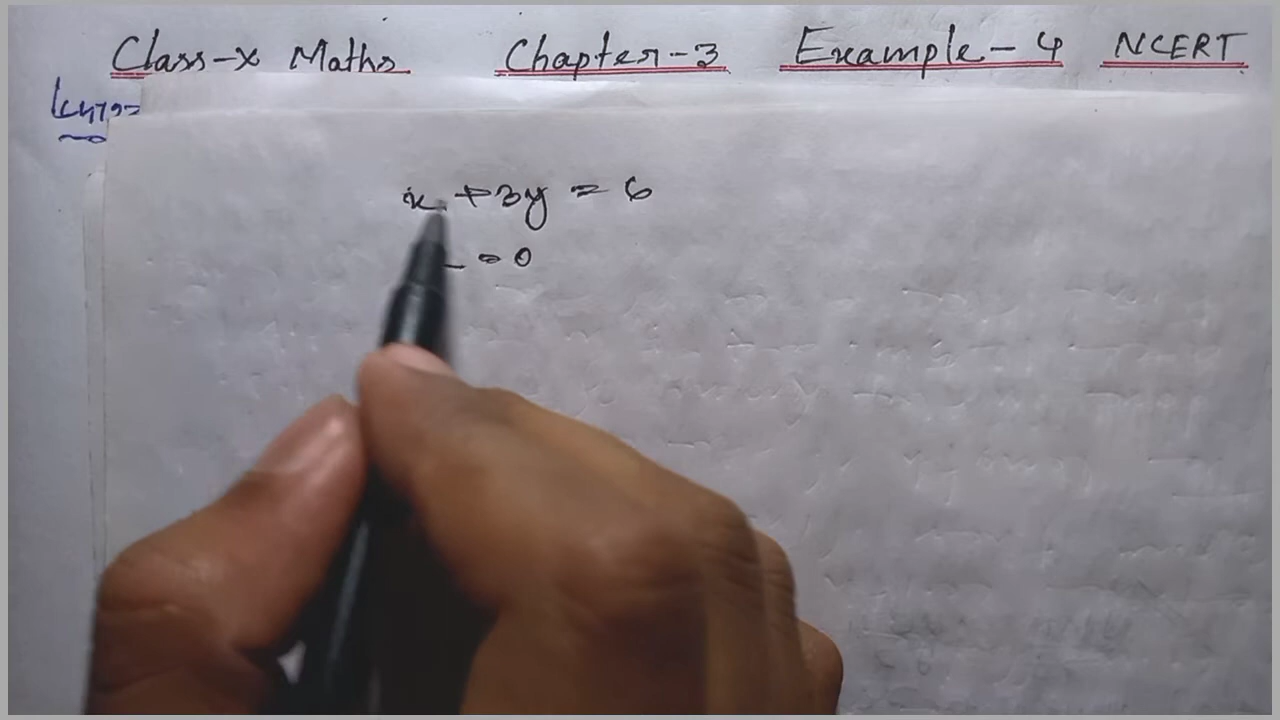 Class-x Maths Chapter-3 Example-4 NCERT
x +3y = 6
= 0